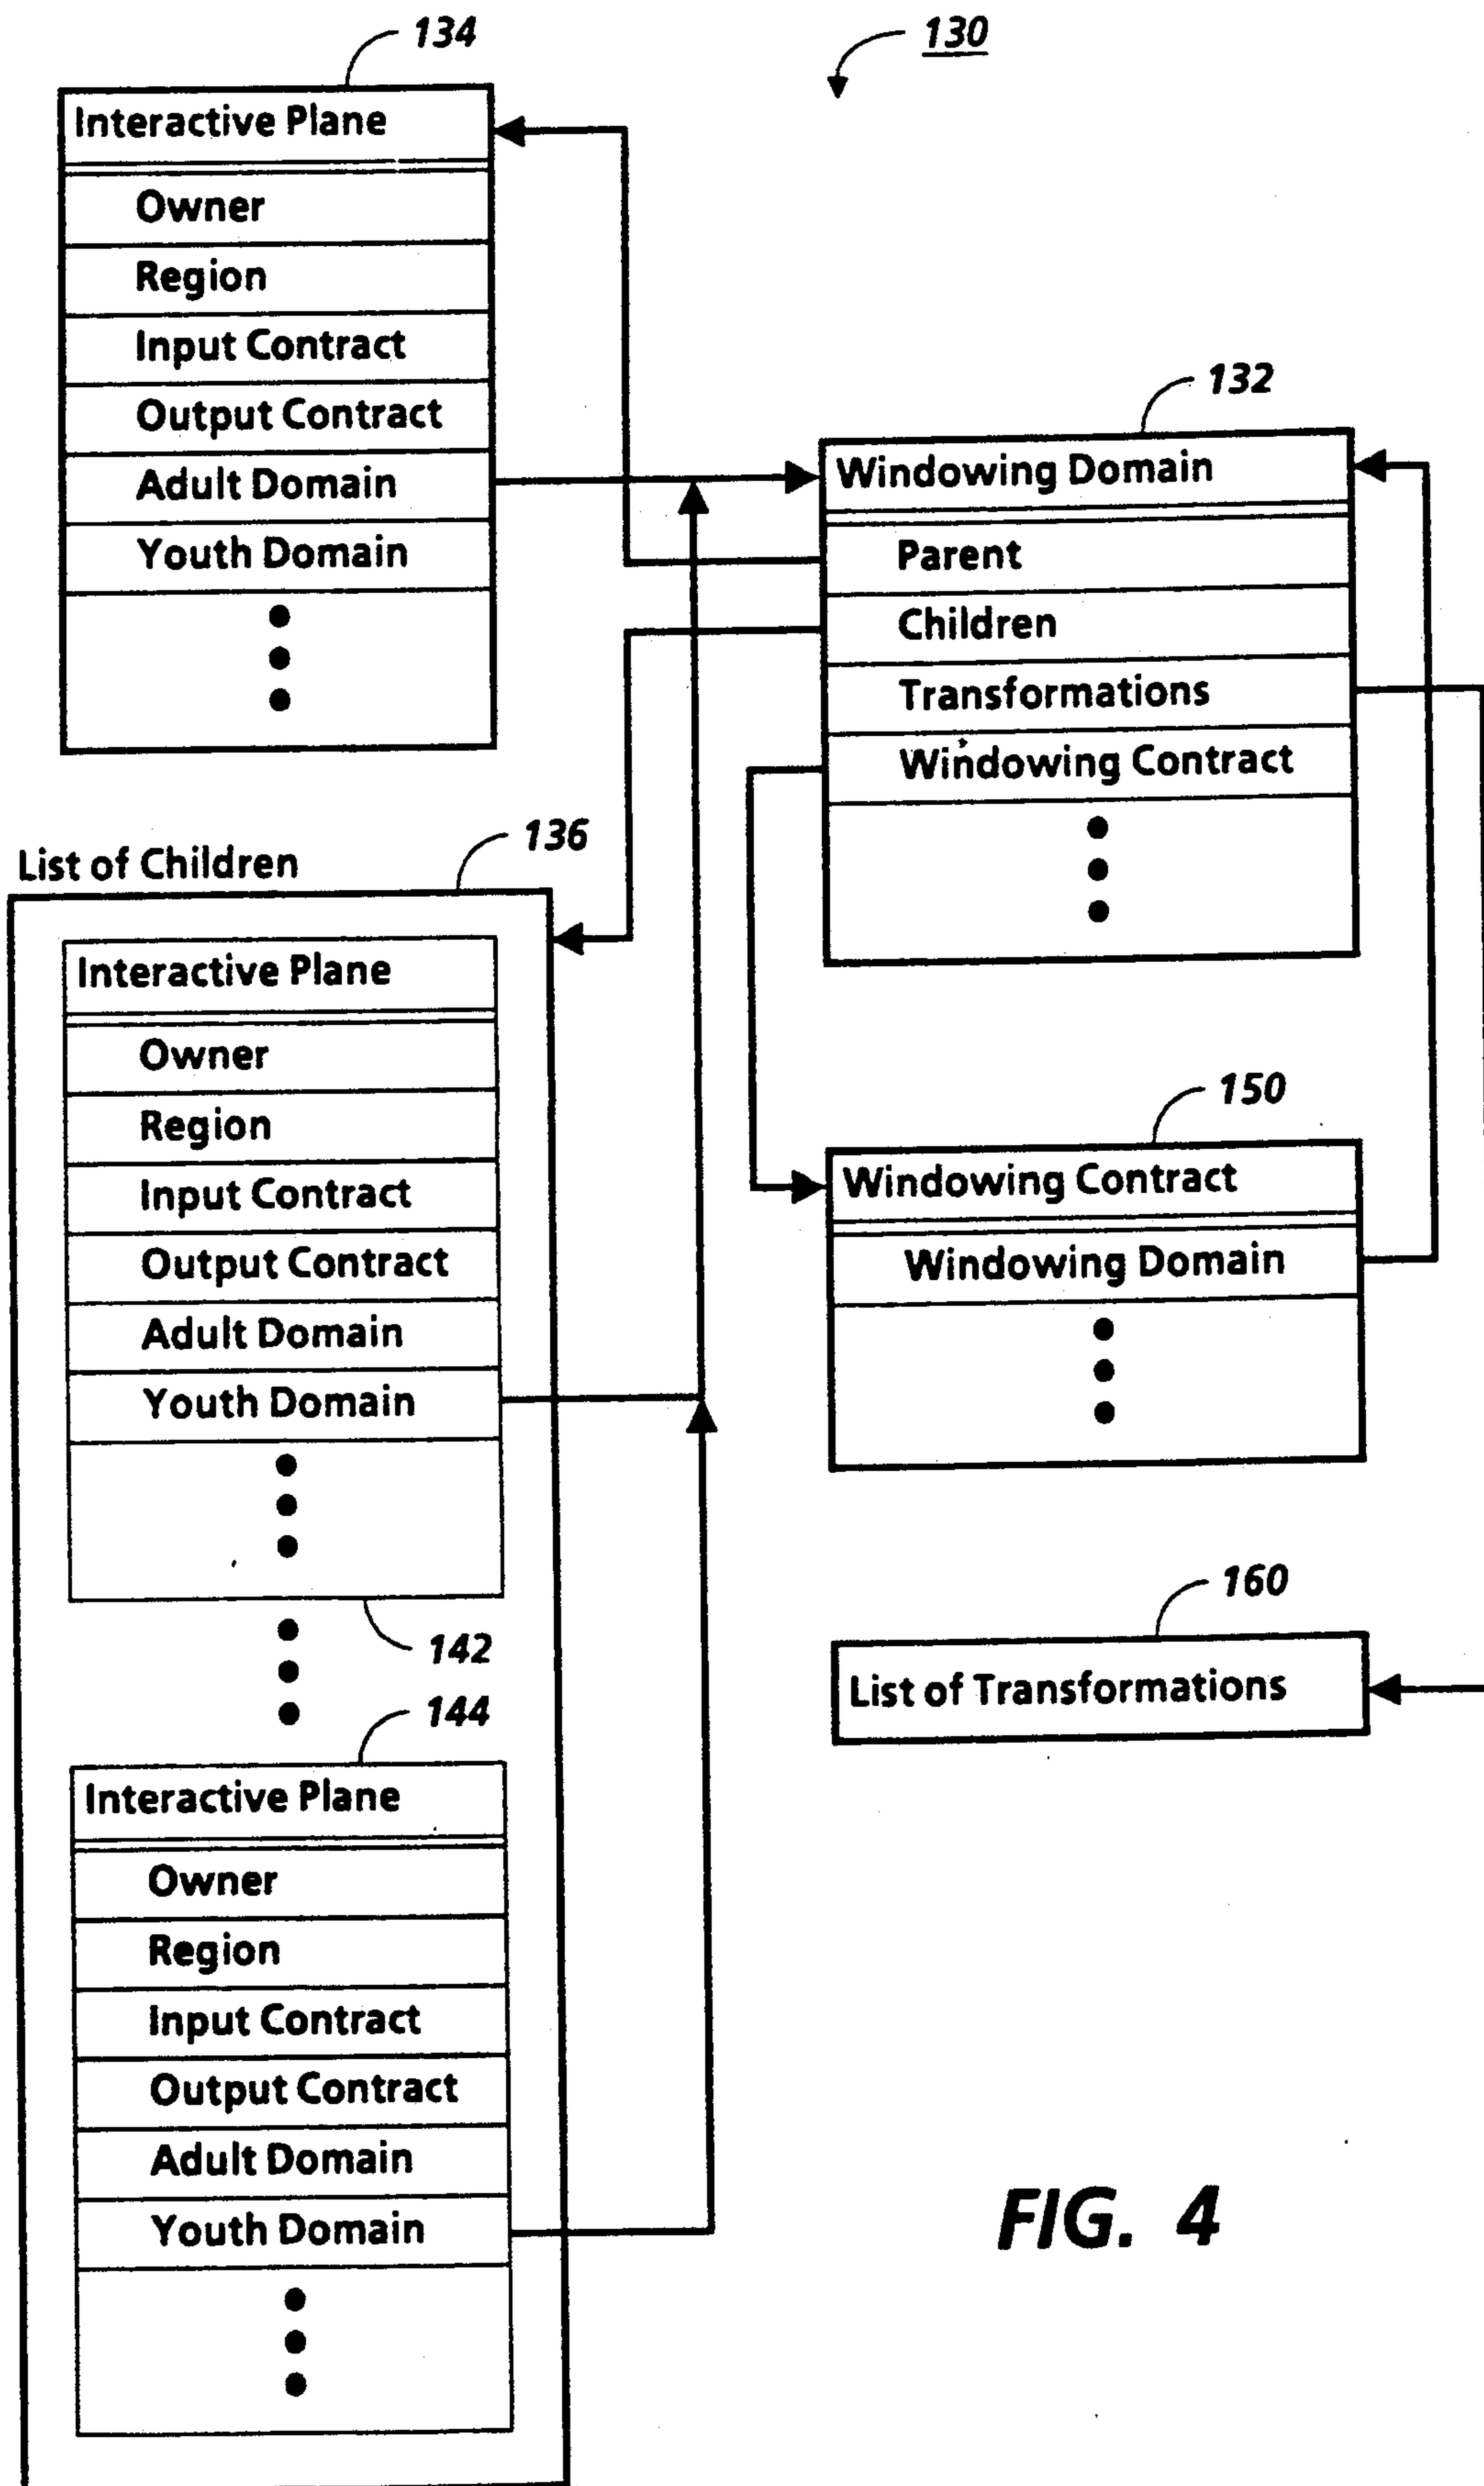 134
130
Interactive Plane
Owner
Region
Input Contract
Output Contract
Adult Domain
Youth Domain
132
Windowing Domain
Parent
Children
Transformations
Windowing Contract
List of Children
136
Interactive Plane
Owner
Region
Input Contract
Output Contract
Adult Domain
Youth Domain
142
144
Interactive Plane
Owner
Region
Input Contract
Output Contract
Adult Domain
Youth Domain
150
Windowing Contract
Windowing Domain
160
List of Transformations
FIG. 4